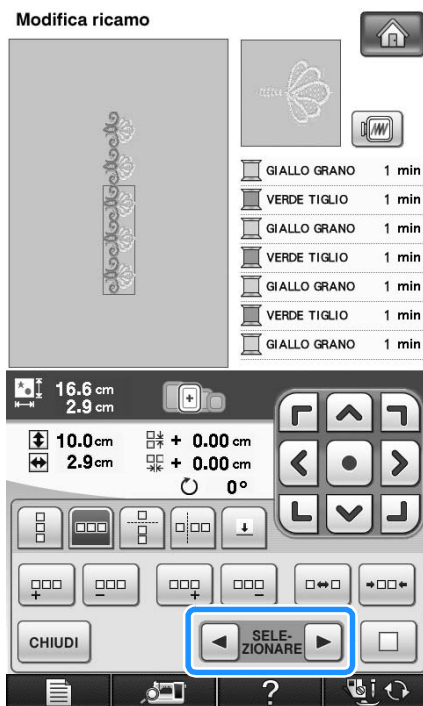 Modifica ricamo
GIALLO GRANO 1 min
VERDE TIGLIO 1 min
GIALLO GRANO 1 min
VERDE TIGLIO 1 min
GIALLO GRANO 1 min
VERDE TIGLIO 1 min
GIALLO GRANO 1 min
16.6 cm
2.9 cm
10.0 cm + 0.00 cm
2.9 cm + 0.00 cm
0°
CHIUDI
SELE-
ZIONARE
?